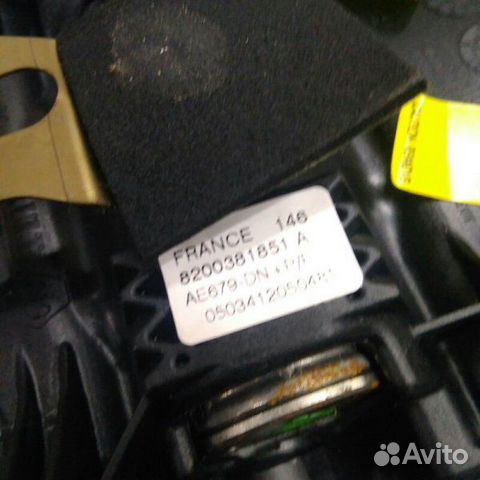 FRANCE 146
8200381851 A
AE679-DN + P/F
Avito